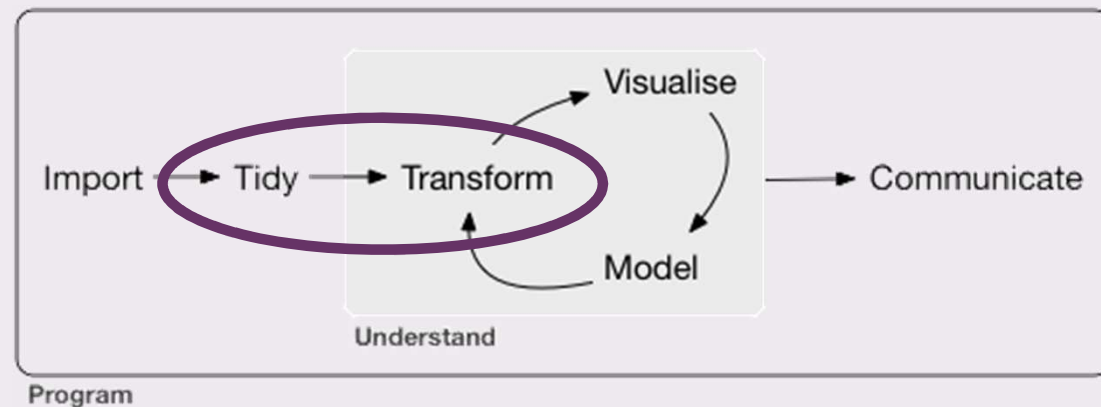 Visualise
Import Tidy Transform Communicate
Model
Understand
Program